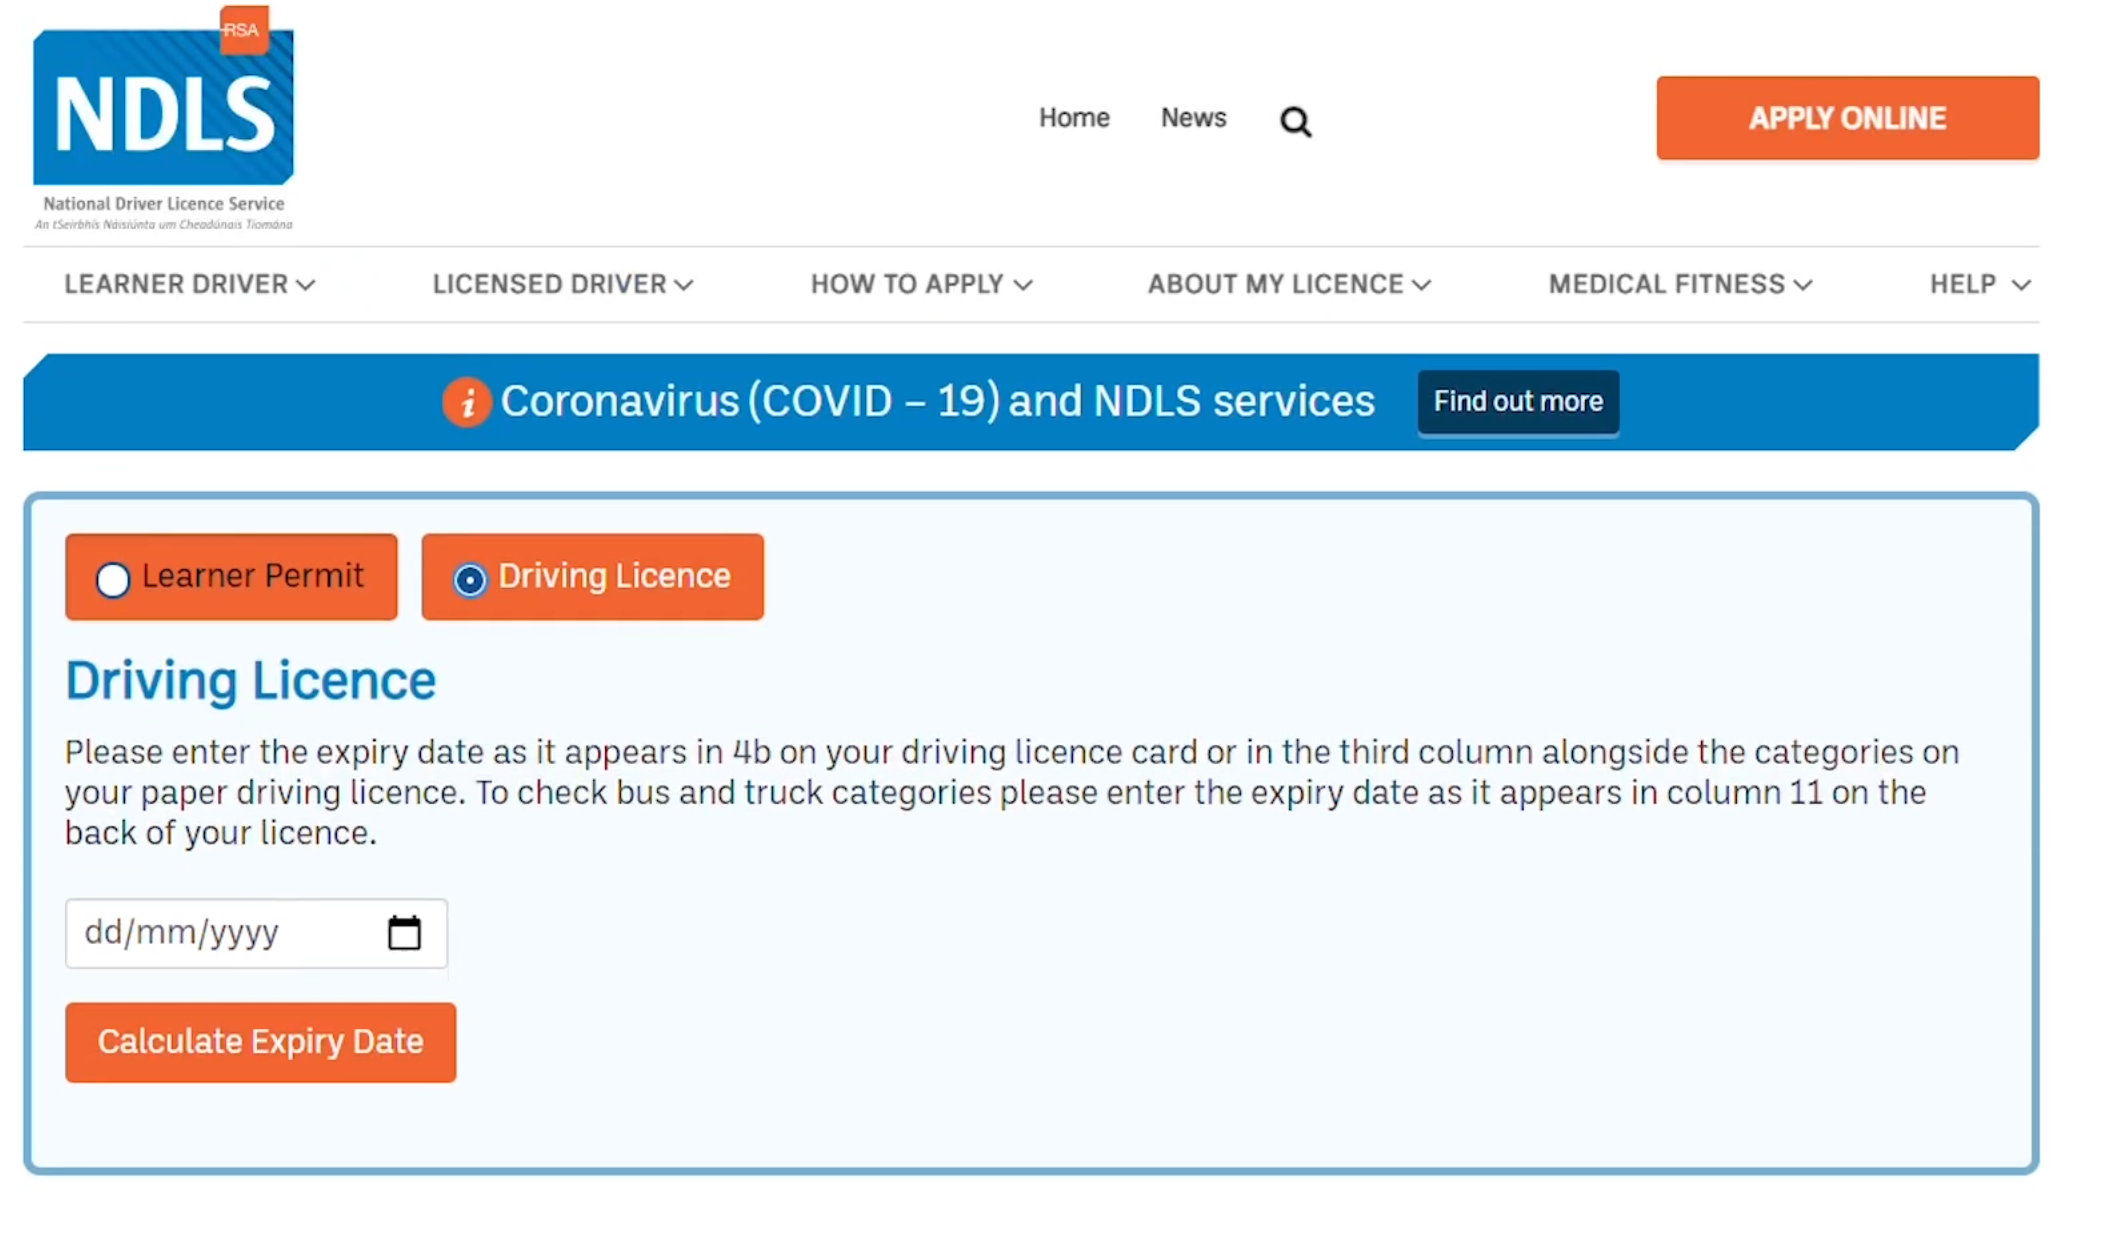 RSA
NDLS
National Driver Licence Service
An tSeirbhís Náisiúnta um Cheadúnais Tiomána
Home News
APPLY ONLINE
LEARNER DRIVER LICENSED DRIVER HOW TO APPLY ABOUT MY LICENCE MEDICAL FITNESS HELP
i Coronavirus (COVID – 19) and NDLS services Find out more
Learner Permit Driving Licence
Driving Licence
Please enter the expiry date as it appears in 4b on your driving licence card or in the third column alongside the categories on
your paper driving licence. To check bus and truck categories please enter the expiry date as it appears in column 11 on the
back of your licence.
dd/mm/yyyy
Calculate Expiry Date